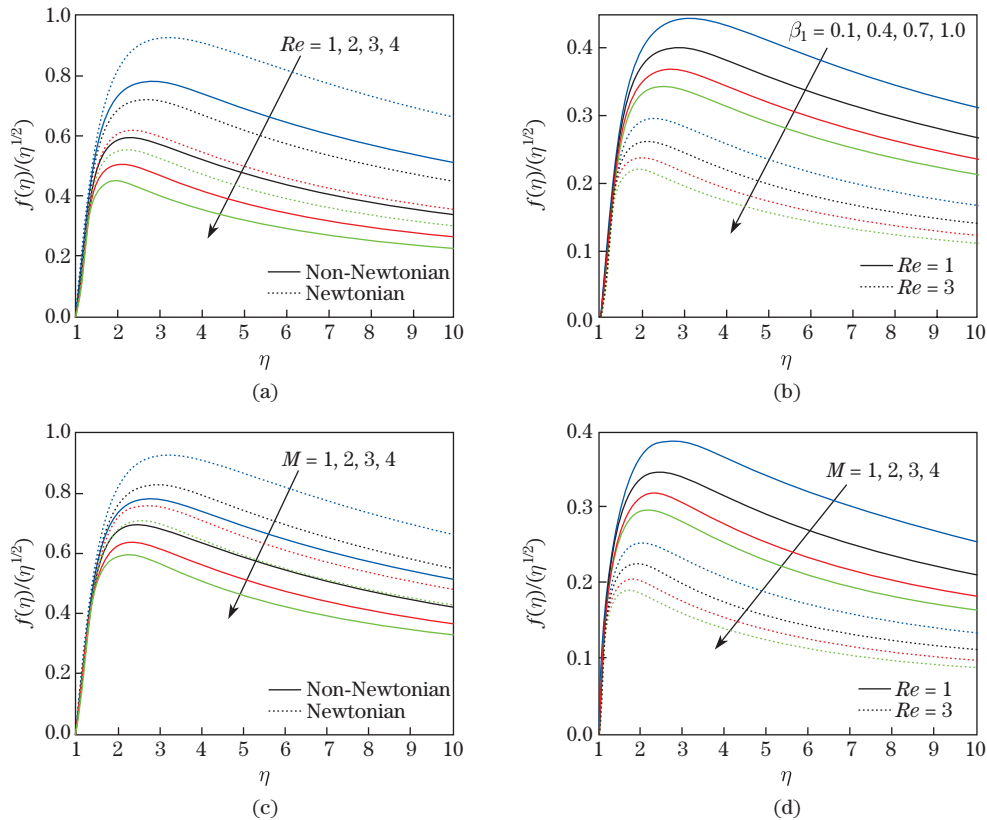 1.0
0.8
0.6
0.4
0.2
0.0
f(η)/(η^{1/2})
Re = 1, 2, 3, 4
Non-Newtonian
Newtonian
1 2 3 4 5 6 7 8 9 10
η
(a)
0.4
0.3
0.2
0.1
0.0
f(η)/(η^{1/2})
β₁ = 0.1, 0.4, 0.7, 1.0
Re = 1
Re = 3
1 2 3 4 5 6 7 8 9 10
η
(b)
1.0
0.8
0.6
0.4
0.2
0.0
f(η)/(η^{1/2})
M = 1, 2, 3, 4
Non-Newtonian
Newtonian
1 2 3 4 5 6 7 8 9 10
η
(c)
0.4
0.3
0.2
0.1
0.0
f(η)/(η^{1/2})
M = 1, 2, 3, 4
Re = 1
Re = 3
1 2 3 4 5 6 7 8 9 10
η
(d)